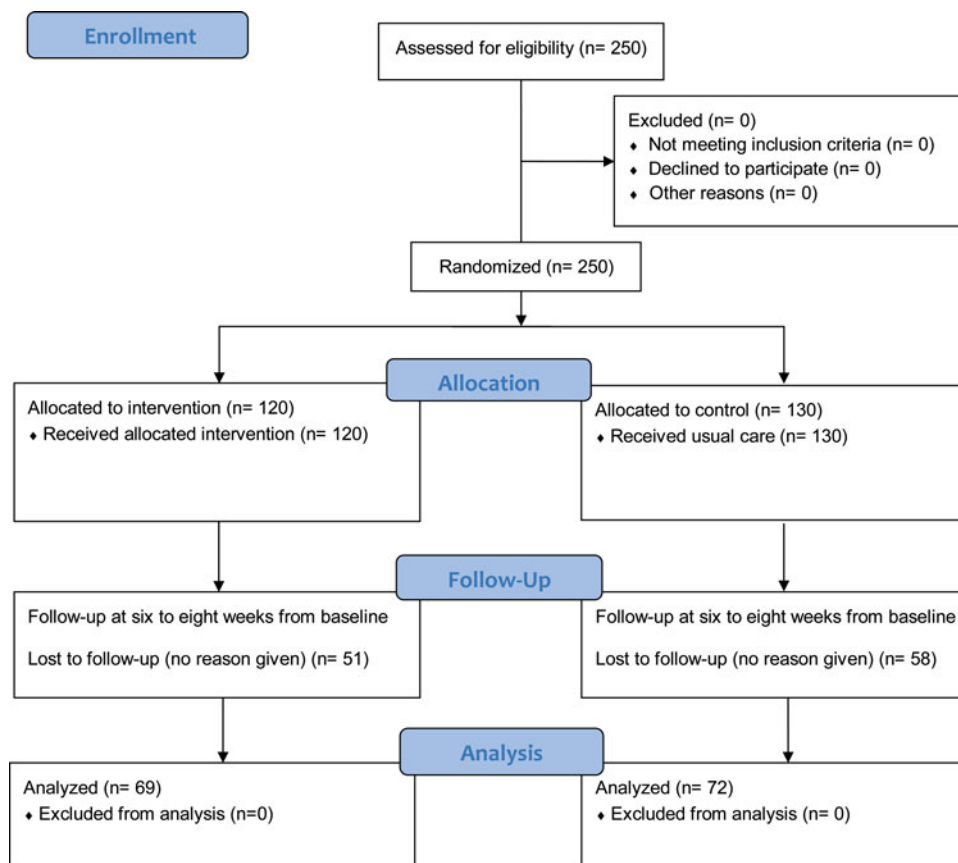 Enrollment
Assessed for eligibility (n= 250)
Excluded (n= 0)
♦ Not meeting inclusion criteria (n= 0)
♦ Declined to participate (n= 0)
♦ Other reasons (n= 0)
Randomized (n= 250)
Allocation
Allocated to intervention (n= 120)
♦ Received allocated intervention (n= 120)
Allocated to control (n = 130)
♦ Received usual care (n= 130)
Follow-Up
Follow-up at six to eight weeks from baseline
Lost to follow-up (no reason given) (n= 51)
Follow-up at six to eight weeks from baseline
Lost to follow-up (no reason given) (n= 58)
Analysis
Analyzed (n= 69)
♦ Excluded from analysis (n=0)
Analyzed (n= 72)
♦ Excluded from analysis (n= 0)